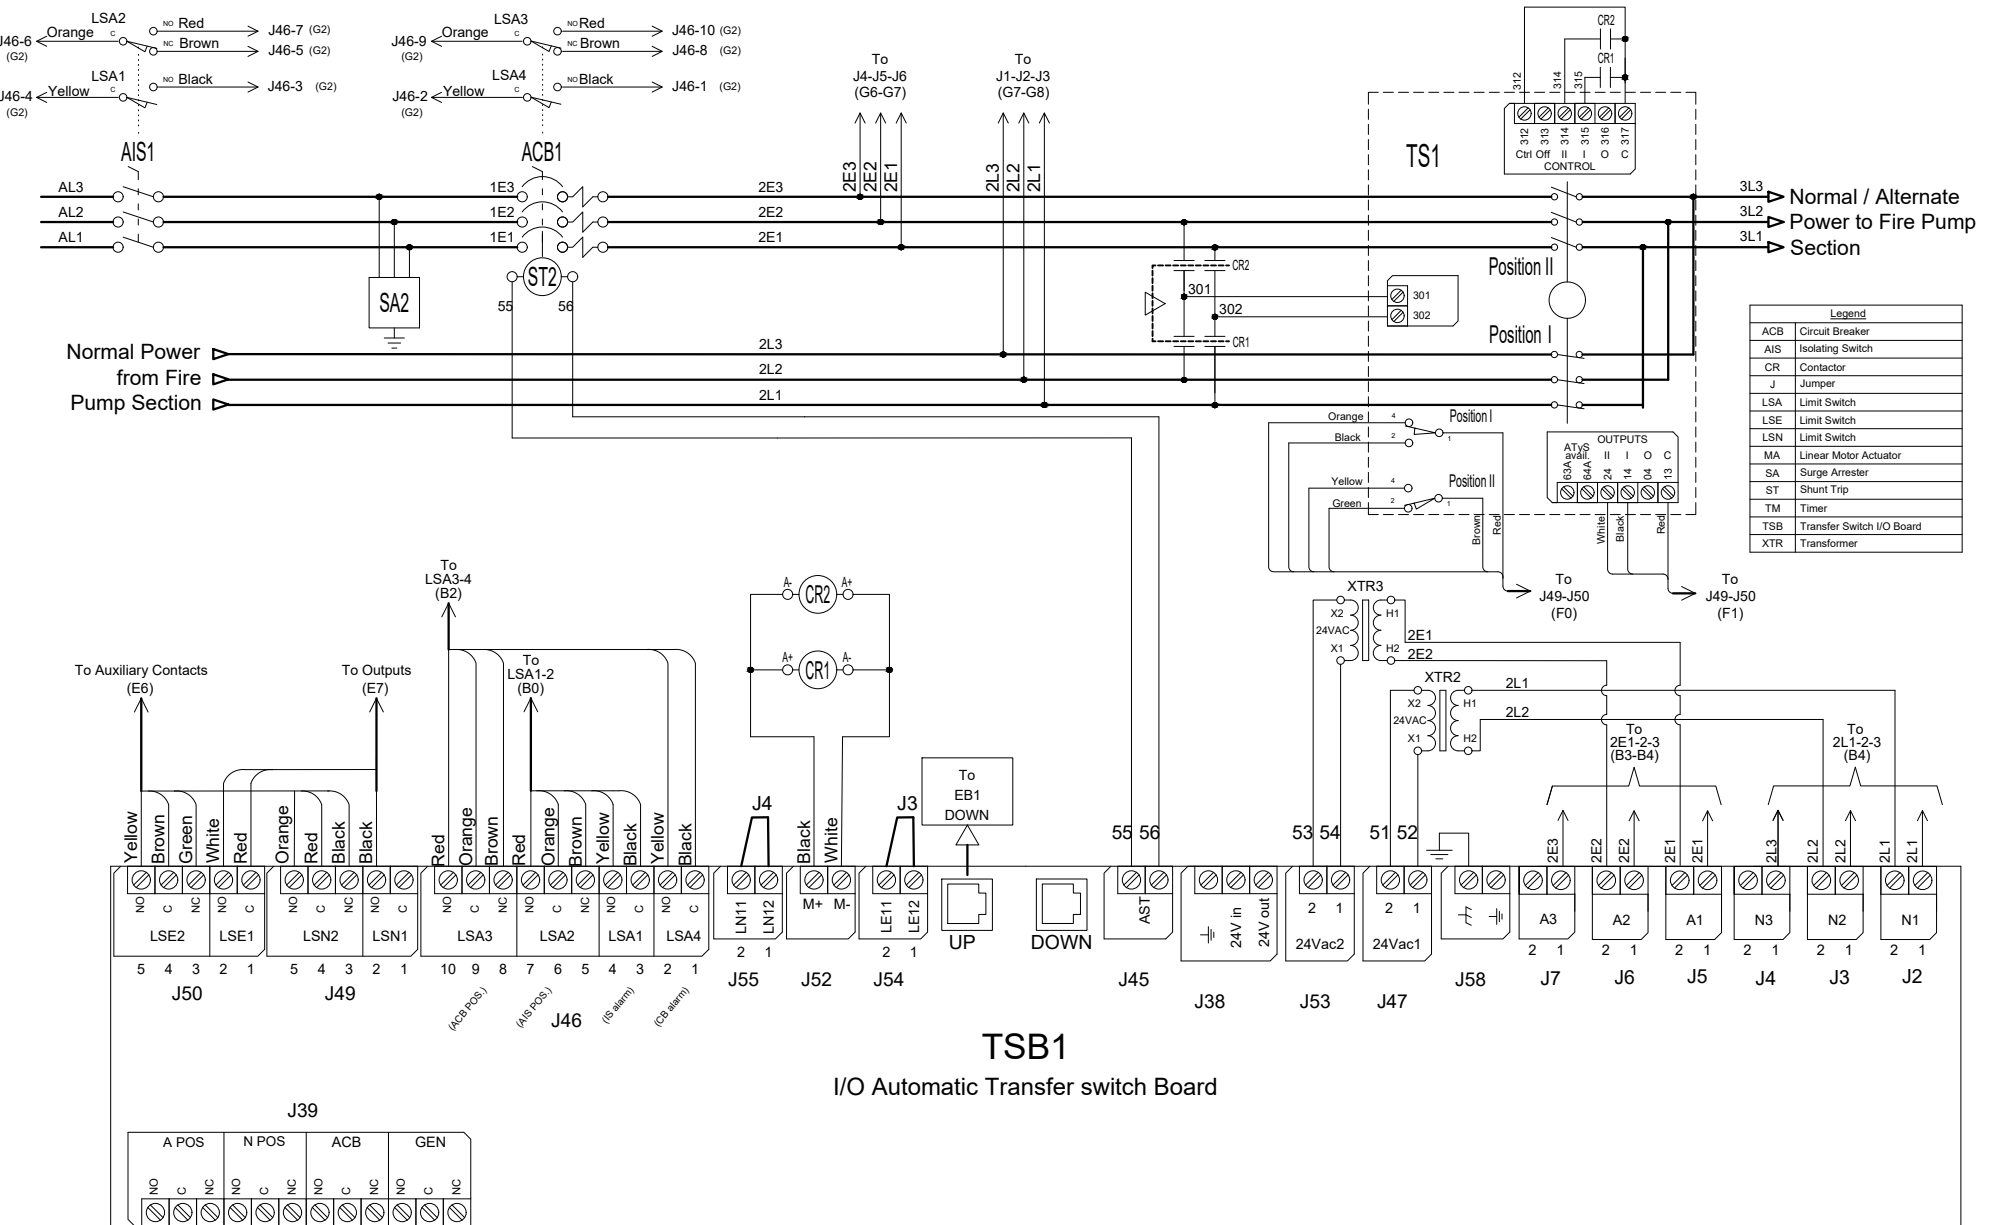 LSA2
NO Red
J46-7 (G2)
J46-6
(G2)
Orange
C
NC Brown
J46-5 (G2)
LSA1
NO Black
J46-3 (G2)
J46-4
(G2)
Yellow
C
LSA3
NO Red
J46-10 (G2)
J46-9
(G2)
Orange
C
NC Brown
J46-8 (G2)
LSA4
NO Black
J46-1 (G2)
J46-2
(G2)
Yellow
C
To
J4-J5-J6
(G6-G7)
To
J1-J2-J3
(G7-G8)
CR2
CR1
312
314
315
312 313 314 315 316 317
Ctrl Off II I O C
CONTROL
TS1
AIS1
ACB1
2E3
2E2
2E1
2L3
2L2
2L1
AL3
1E3
2E3
3L3
AL2
1E2
2E2
3L2
AL1
1E1
2E1
3L1
Normal / Alternate
Power to Fire Pump
Section
SA2
ST2
55
56
CR2
301
302
CR1
301
302
Position II
Position I
Normal Power
from Fire
Pump Section
2L3
2L2
2L1
Legend
ACB Circuit Breaker
AIS Isolating Switch
CR Contactor
J Jumper
LSA Limit Switch
LSE Limit Switch
LSN Limit Switch
MA Linear Motor Actuator
SA Surge Arrester
ST Shunt Trip
TM Timer
TSB Transfer Switch I/O Board
XTR Transformer
Orange
4
Position I
Black
2
1
Yellow
4
Position II
Green
2
1
Brown
Red
OUTPUTS
ATyS
avail. II I O C
63A 64A 24 14 04 13
White
Black
Red
To
J49-J50
(F0)
To
J49-J50
(F1)
To
LSA3-4
(B2)
To
LSA1-2
(B0)
To Auxiliary Contacts
(E6)
To Outputs
(E7)
A-
CR2
A+
A+
CR1
A-
XTR3
X2
24VAC
X1
H1
H2
2E1
2E2
XTR2
X2
24VAC
X1
H1
H2
2L1
2L2
To
2E1-2-3
(B3-B4)
To
2L1-2-3
(B4)
To
EB1
DOWN
J4
J3
Yellow
Brown
Green
White
Red
Orange
Red
Black
Black
Red
Orange
Brown
Red
Orange
Brown
Yellow
Black
Yellow
Black
Black
White
55 56
53 54
51 52
2E3
2E2
2E2
2E1
2E1
2L3
2L2
2L2
2L1
2L1
NO C NC NO C
NO C NC NO C
NO C NC NO C NC NO C NO C
LSE2 LSE1
LSN2 LSN1
LSA3 LSA2 LSA1 LSA4
LN11 LN12
M+ M-
LE11 LE12
UP
DOWN
AST
24V in
24V out
2 1
24Vac2
2 1
24Vac1
A3
A2
A1
N3
N2
N1
5 4 3 2 1
5 4 3 2 1
10 9 8 7 6 5 4 3 2 1
2 1
2 1
2 1
2 1
2 1
2 1
2 1
2 1
J50
J49
(ACB POS.)
(AIS POS.)
J46
(IS alarm)
(CB alarm)
J55
J52
J54
J45
J38
J53
J47
J58
J7
J6
J5
J4
J3
J2
TSB1
I/O Automatic Transfer switch Board
J39
A POS N POS ACB GEN
NO C NC NO C NC NO C NC NO C NC